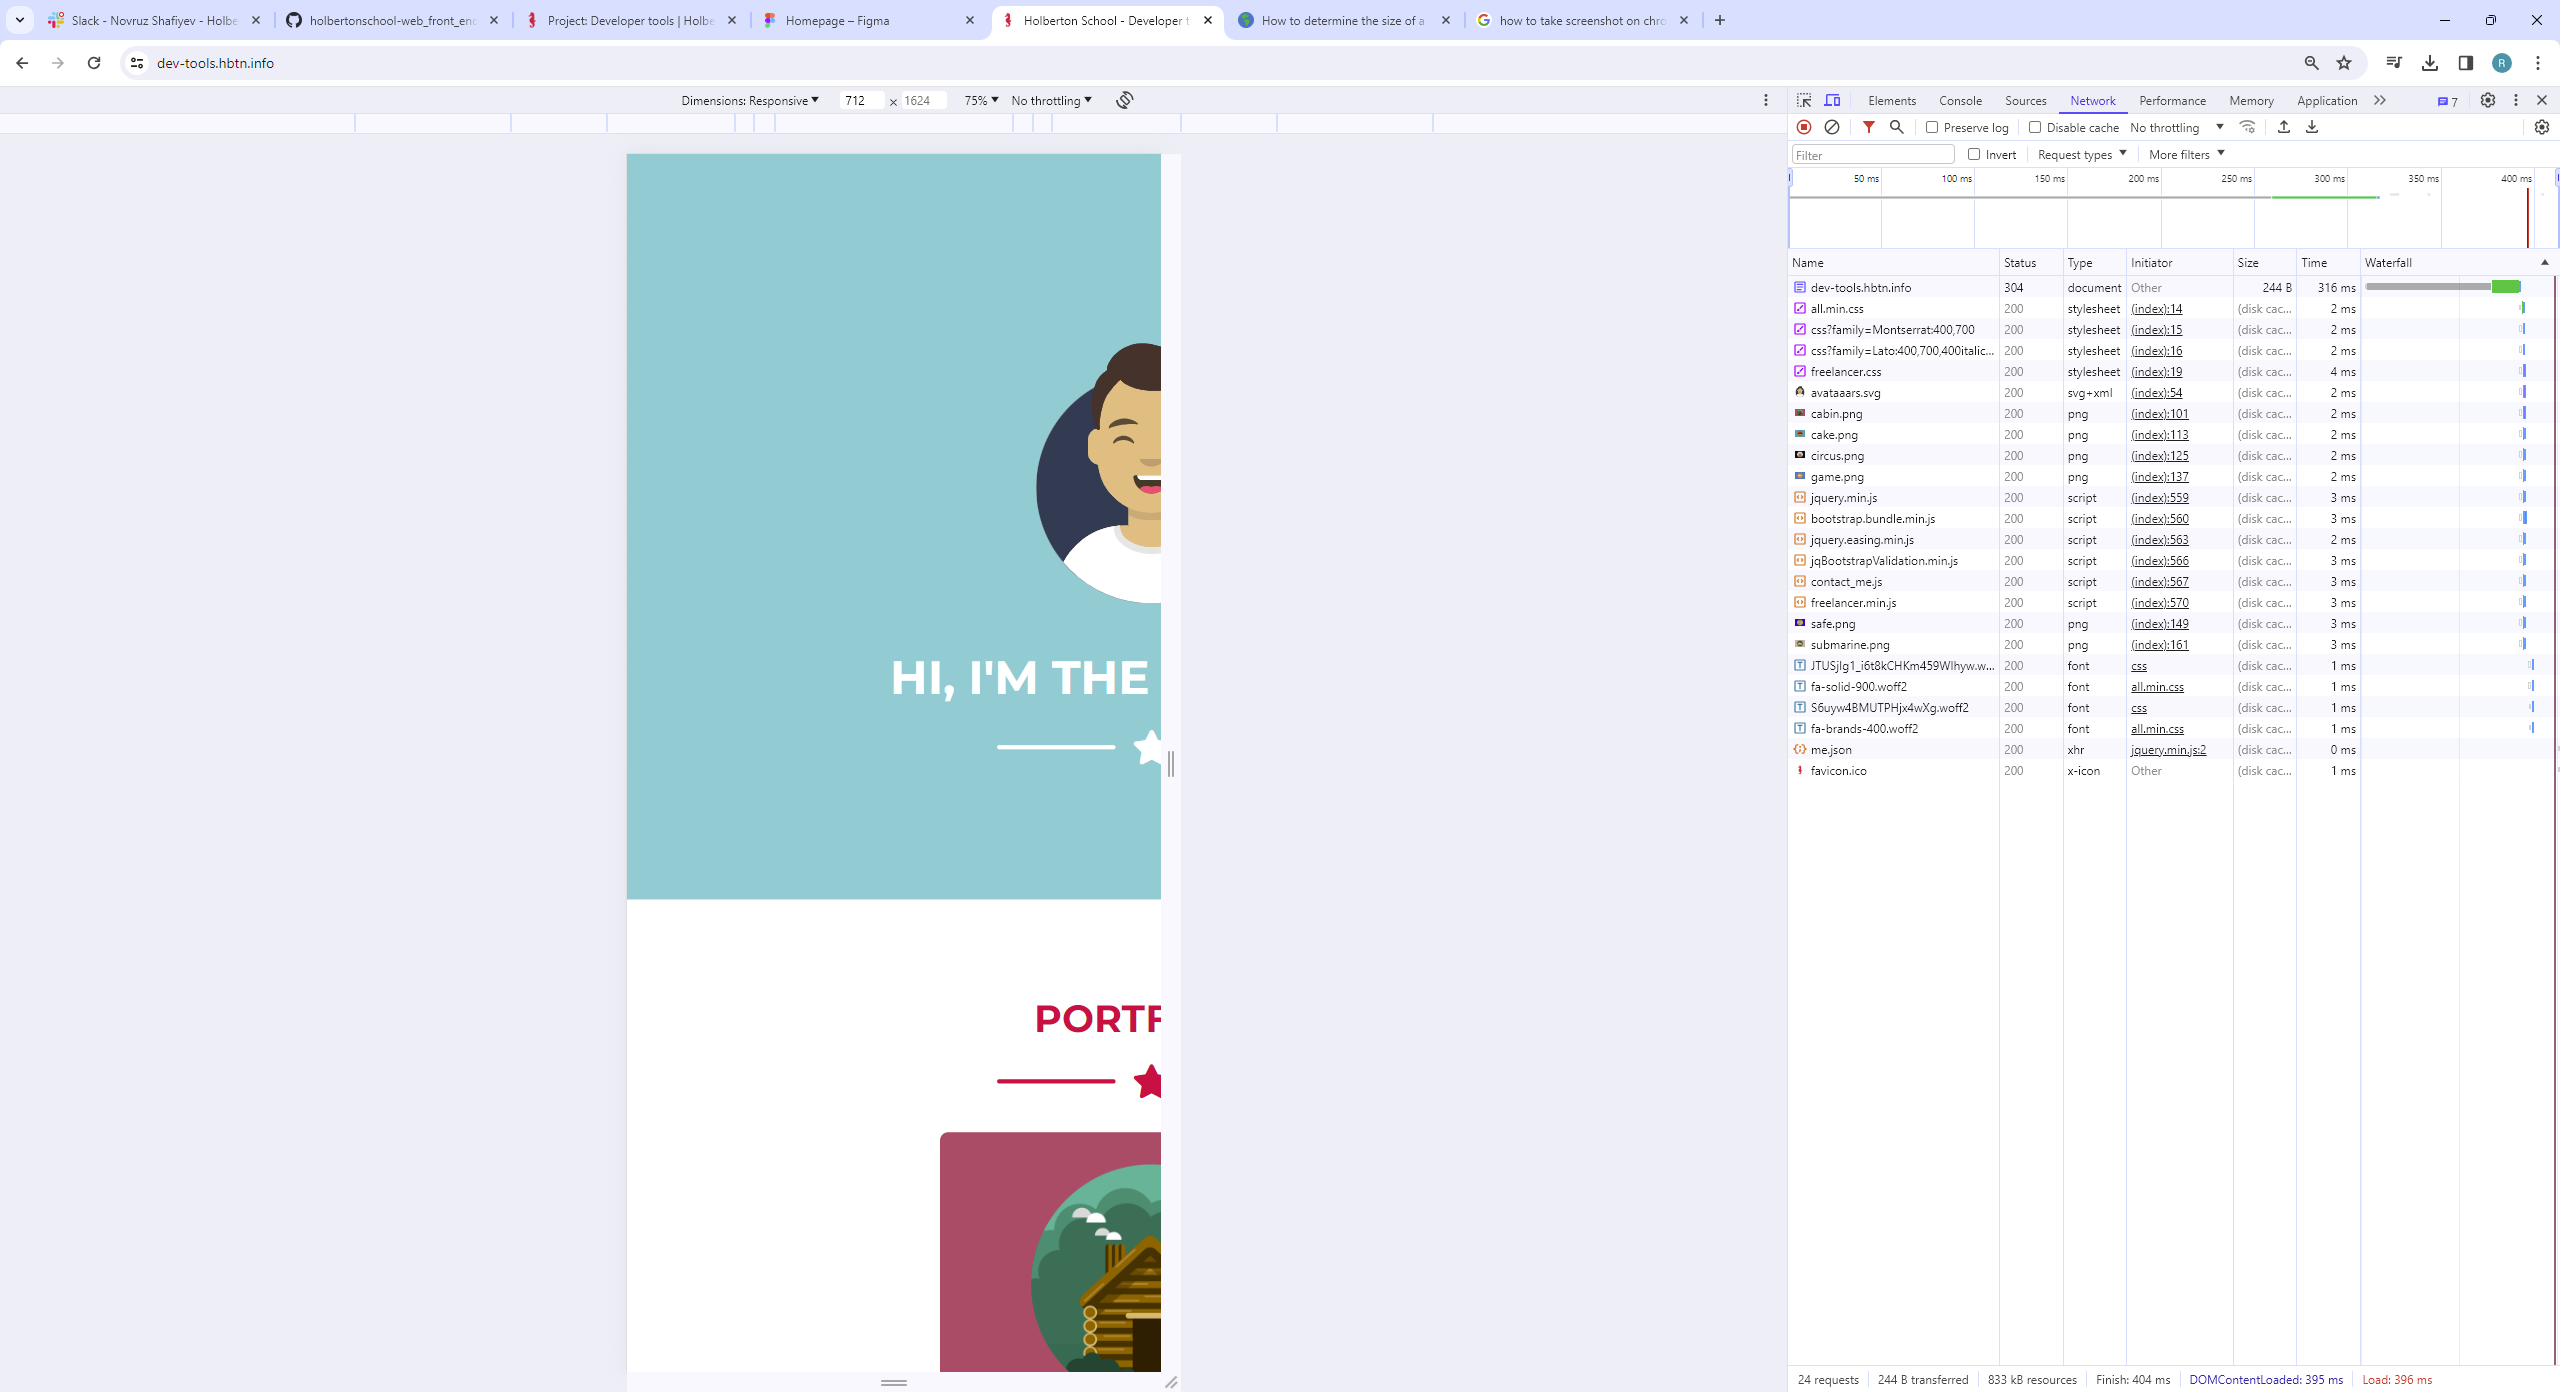 Slack - Novruz Shafiyev - Holbe
holbertonschool-web_front_end
Project: Developer tools | Holbe
Homepage – Figma
Holberton School - Developer t
How to determine the size of a
how to take screenshot on chro
dev-tools.hbtn.info
R
Dimensions: Responsive 712 × 1624 75% No throttling
Elements Console Sources Network Performance Memory Application 7
Preserve log Disable cache No throttling
Filter Invert Request types More filters
50 ms 100 ms 150 ms 200 ms 250 ms 300 ms 350 ms 400 ms
Name Status Type Initiator Size Time Waterfall
dev-tools.hbtn.info 304 document Other 244 B 316 ms
all.min.css 200 stylesheet (index):14 (disk cac... 2 ms
css?family=Montserrat:400,700 200 stylesheet (index):15 (disk cac... 2 ms
css?family=Lato:400,700,400italic... 200 stylesheet (index):16 (disk cac... 2 ms
freelancer.css 200 stylesheet (index):19 (disk cac... 4 ms
avataaars.svg 200 svg+xml (index):54 (disk cac... 2 ms
cabin.png 200 png (index):101 (disk cac... 2 ms
cake.png 200 png (index):113 (disk cac... 2 ms
circus.png 200 png (index):125 (disk cac... 2 ms
game.png 200 png (index):137 (disk cac... 2 ms
jquery.min.js 200 script (index):559 (disk cac... 3 ms
bootstrap.bundle.min.js 200 script (index):560 (disk cac... 3 ms
jquery.easing.min.js 200 script (index):563 (disk cac... 2 ms
jqBootstrapValidation.min.js 200 script (index):566 (disk cac... 3 ms
contact_me.js 200 script (index):567 (disk cac... 3 ms
freelancer.min.js 200 script (index):570 (disk cac... 3 ms
safe.png 200 png (index):149 (disk cac... 3 ms
submarine.png 200 png (index):161 (disk cac... 3 ms
JTUSjIg1_i6t8kCHKm459Wlhyw.w... 200 font css (disk cac... 1 ms
fa-solid-900.woff2 200 font all.min.css (disk cac... 1 ms
S6uyw4BMUTPHjx4wXg.woff2 200 font css (disk cac... 1 ms
fa-brands-400.woff2 200 font all.min.css (disk cac... 1 ms
me.json 200 xhr jquery.min.js:2 (disk cac... 0 ms
favicon.ico 200 x-icon Other (disk cac... 1 ms
HI, I'M THE
PORTF
24 requests 244 B transferred 833 kB resources Finish: 404 ms DOMContentLoaded: 395 ms Load: 396 ms